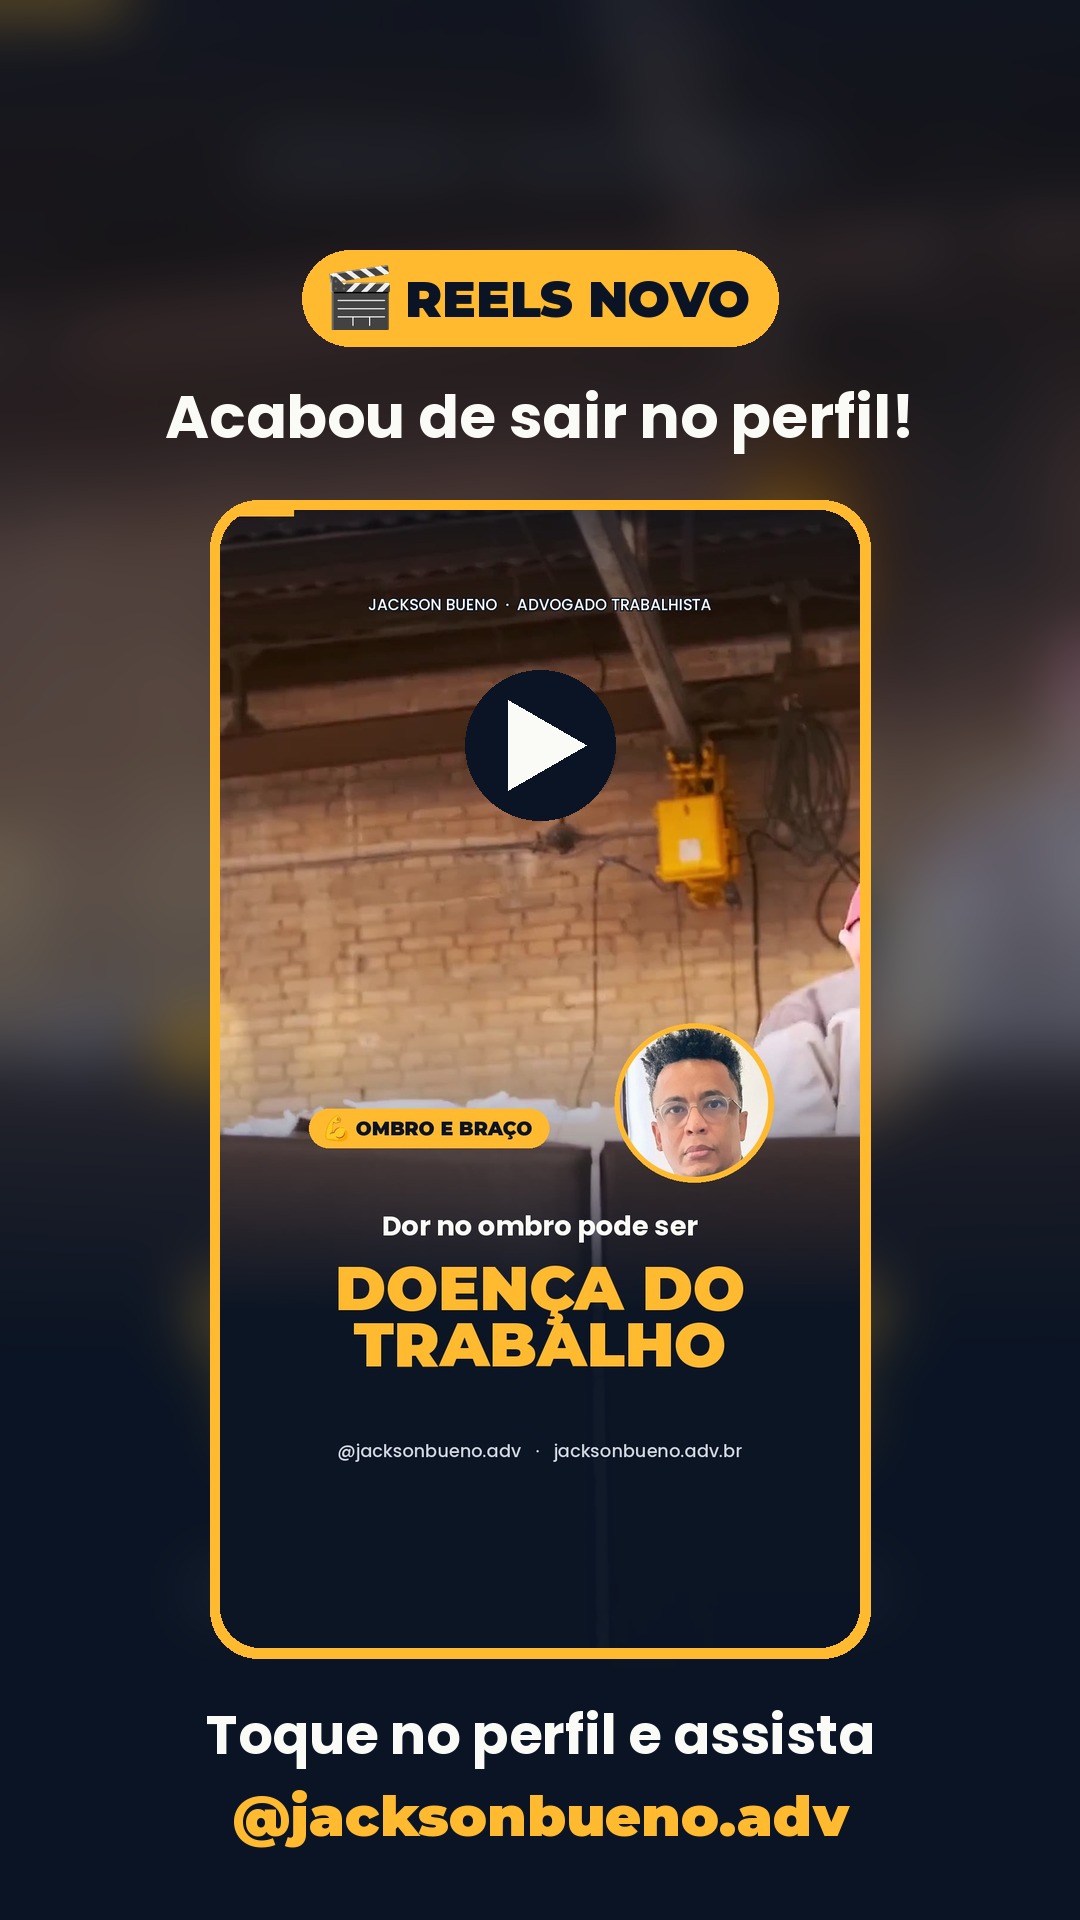 🎬 REELS NOVO
Acabou de sair no perfil!
JACKSON BUENO · ADVOGADO TRABALHISTA
💪 OMBRO E BRAÇO
Dor no ombro pode ser
DOENÇA DO
TRABALHO
@jacksonbueno.adv · jacksonbueno.adv.br
Toque no perfil e assista
@jacksonbueno.adv